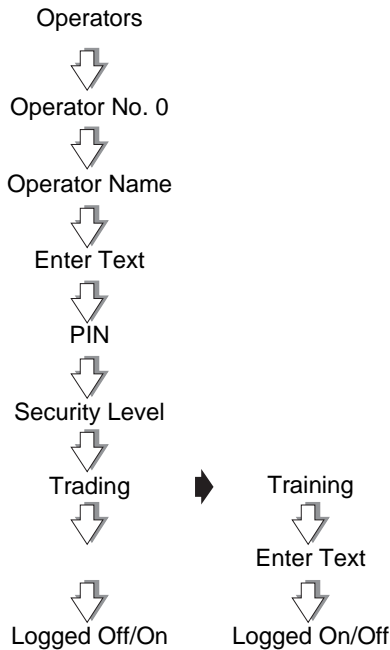 Operators
Operator No. 0
Operator Name
Enter Text
PIN
Security Level
Trading
Training
Enter Text
Logged Off/On
Logged On/Off